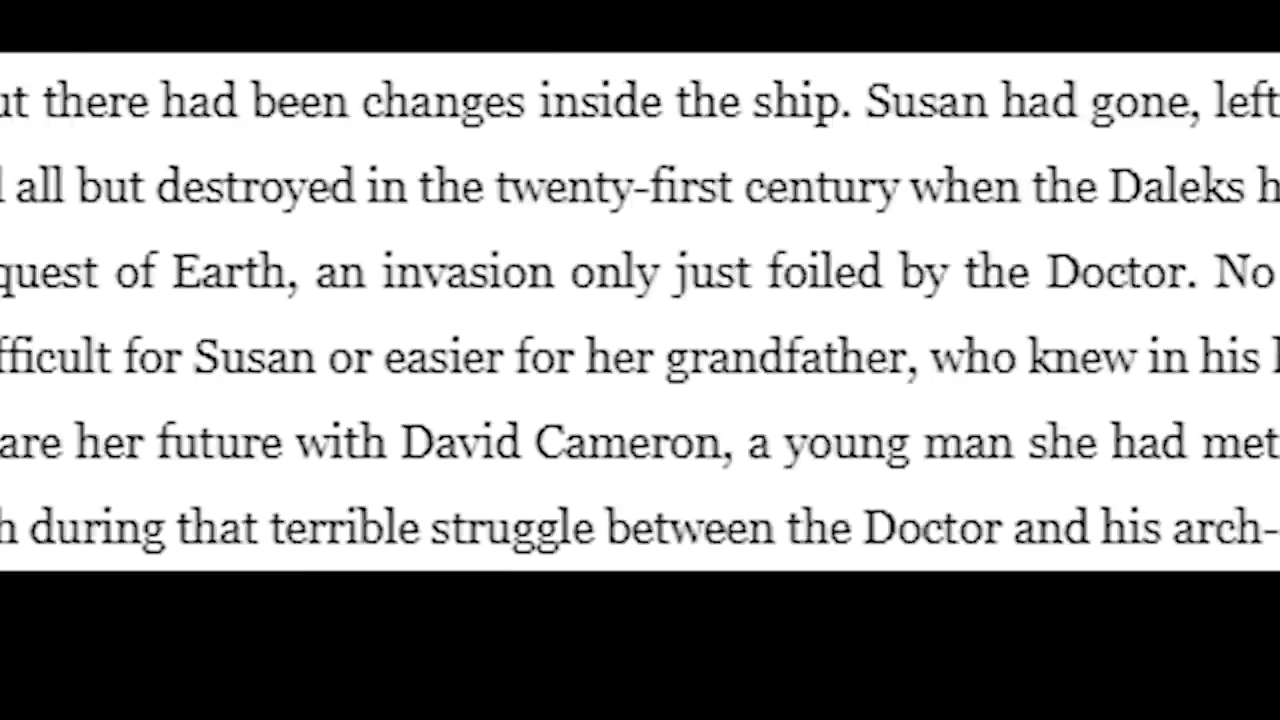 ut there had been changes inside the ship. Susan had gone, left
all but destroyed in the twenty-first century when the Daleks h
quest of Earth, an invasion only just foiled by the Doctor. No
fficult for Susan or easier for her grandfather, who knew in his
are her future with David Cameron, a young man she had met
h during that terrible struggle between the Doctor and his arch-